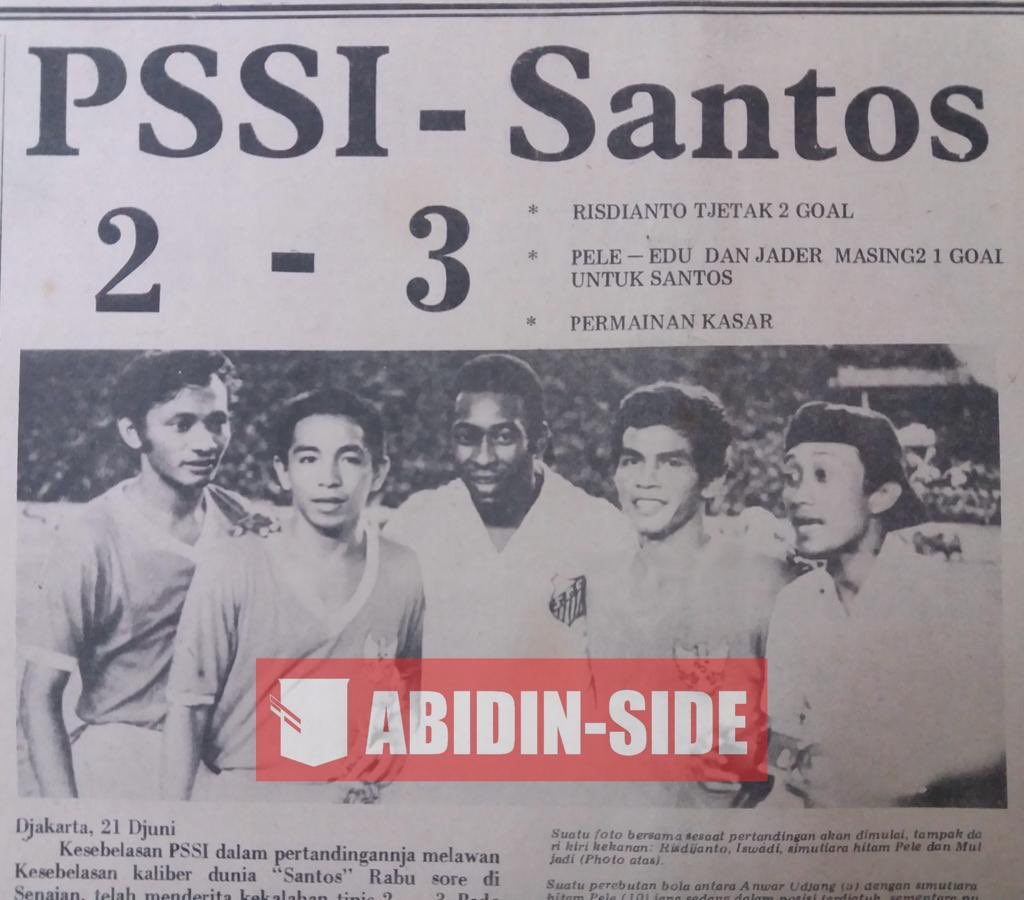 PSSI - Santos
2 - 3
* RISDIANTO TJETAK 2 GOAL
* PELE — EDU DAN JADER MASING2 1 GOAL
UNTUK SANTOS
* PERMAINAN KASAR
ABIDIN-SIDE
Djakarta, 21 Djuni
Kesebelasan PSSI dalam pertandingannja melawan
Kesebelasan kaliber dunia "Santos" Rabu sore di
Senajan, telah menderita kekalahan tipis 2 — 3 Pada
Suatu foto bersama sesaat pertandingan akan dimulai, tampak da
ri kiri kekanan: Risdijanto, Iswadi, simutiara hitam Pele dan Mul
jadi (Photo atas).
Suatu perebutan bola antara Anwar Udjang (5) dengan simutiara
hitam Pele (10) jang sedang dalam posisi terdjatuh, sementara